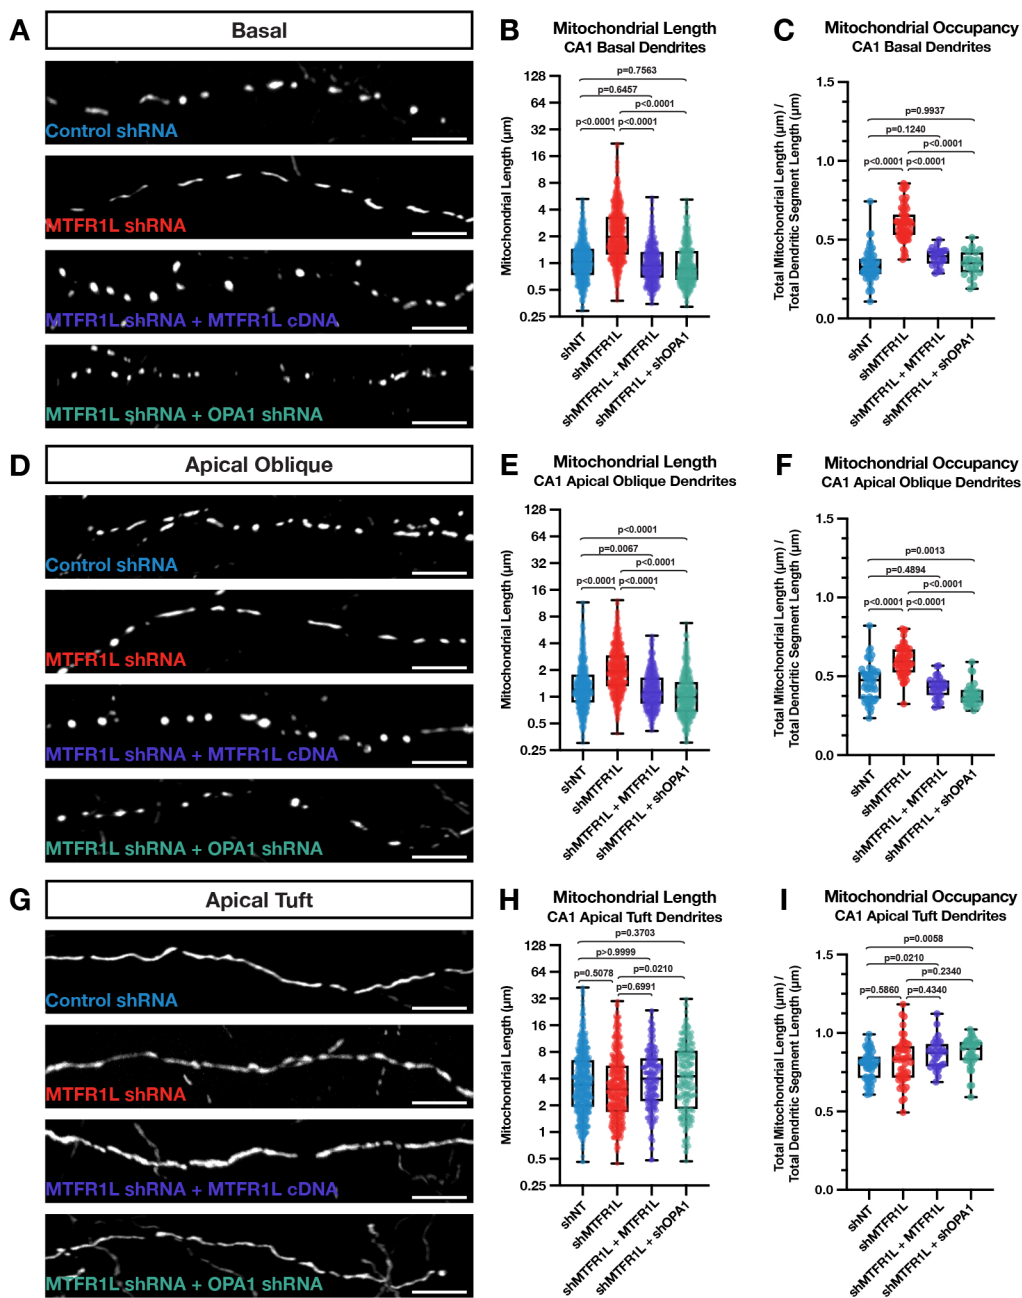 A
Basal
Control shRNA
MTFR1L shRNA
MTFR1L shRNA + MTFR1L cDNA
MTFR1L shRNA + OPA1 shRNA
B
Mitochondrial Length
CA1 Basal Dendrites
Mitochondrial Length (μm)
128
64
32
16
8
4
2
1
0.5
0.25
p=0.7563
p=0.6457
p<0.0001
p<0.0001 p<0.0001
shNT
shMTFR1L
shMTFR1L + MTFR1L
shMTFR1L + shOPA1
C
Mitochondrial Occupancy
CA1 Basal Dendrites
Total Mitochondrial Length (μm) /
Total Dendritic Segment Length (μm)
1.5
1.0
0.5
0.0
p=0.9937
p=0.1240
p<0.0001
p<0.0001 p<0.0001
shNT
shMTFR1L
shMTFR1L + MTFR1L
shMTFR1L + shOPA1
D
Apical Oblique
Control shRNA
MTFR1L shRNA
MTFR1L shRNA + MTFR1L cDNA
MTFR1L shRNA + OPA1 shRNA
E
Mitochondrial Length
CA1 Apical Oblique Dendrites
Mitochondrial Length (μm)
128
64
32
16
8
4
2
1
0.5
0.25
p<0.0001
p=0.0067
p<0.0001
p<0.0001 p<0.0001
shNT
shMTFR1L
shMTFR1L + MTFR1L
shMTFR1L + shOPA1
F
Mitochondrial Occupancy
CA1 Apical Oblique Dendrites
Total Mitochondrial Length (μm) /
Total Dendritic Segment Length (μm)
1.5
1.0
0.5
0.0
p=0.0013
p=0.4894
p<0.0001
p<0.0001 p<0.0001
shNT
shMTFR1L
shMTFR1L + MTFR1L
shMTFR1L + shOPA1
G
Apical Tuft
Control shRNA
MTFR1L shRNA
MTFR1L shRNA + MTFR1L cDNA
MTFR1L shRNA + OPA1 shRNA
H
Mitochondrial Length
CA1 Apical Tuft Dendrites
Mitochondrial Length (μm)
128
64
32
16
8
4
2
1
0.5
0.25
p=0.3703
p>0.9999
p=0.5078 p=0.0210
p=0.6991
shNT
shMTFR1L
shMTFR1L + MTFR1L
shMTFR1L + shOPA1
I
Mitochondrial Occupancy
CA1 Apical Tuft Dendrites
Total Mitochondrial Length (μm) /
Total Dendritic Segment Length (μm)
1.5
1.0
0.5
0.0
p=0.0058
p=0.0210
p=0.2340
p=0.5860 p=0.4340
shNT
shMTFR1L
shMTFR1L + MTFR1L
shMTFR1L + shOPA1